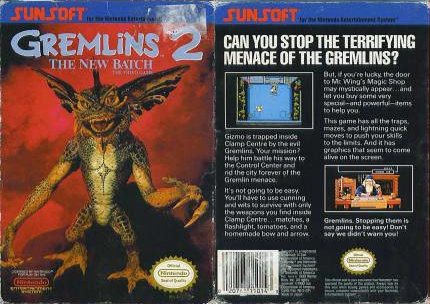 SUNSOFT for the Nintendo Entertainment
GREMLINS 2
THE NEW BATCH
THE VIDEO GAME
Nintendo
ENTERTAINMENT
SYSTEM
Official
Nintendo
Seal of Quality
SUNSOFT for the Nintendo Entertainment System
CAN YOU STOP THE TERRIFYING
MENACE OF THE GREMLINS?
Gizmo is trapped inside
Clamp Centre by the evil
Gremlins. Your mission?
Help him battle his way
to the Control Center and
rid the city forever of the
Gremlin menace.
It's not going to be easy.
You'll have to use cunning
and wits to survive with only
the weapons you find inside
Clamp Centre...matches, a
flashlight, tomatoes, and a
homemade bow and arrow.
But, if you're lucky, the door
to Mr. Wing's Magic Shop
may mystically appear...and
let you buy some very
special—and powerful—items
to help you.
This game has all the traps,
mazes, and lightning quick
moves to push your skills
to the limits. And it has
graphics that seem to come
alive on the screen.
Gremlins. Stopping them is
not going to be easy! Don't
say we didn't warn you!
Official
Nintendo
Seal of Quality